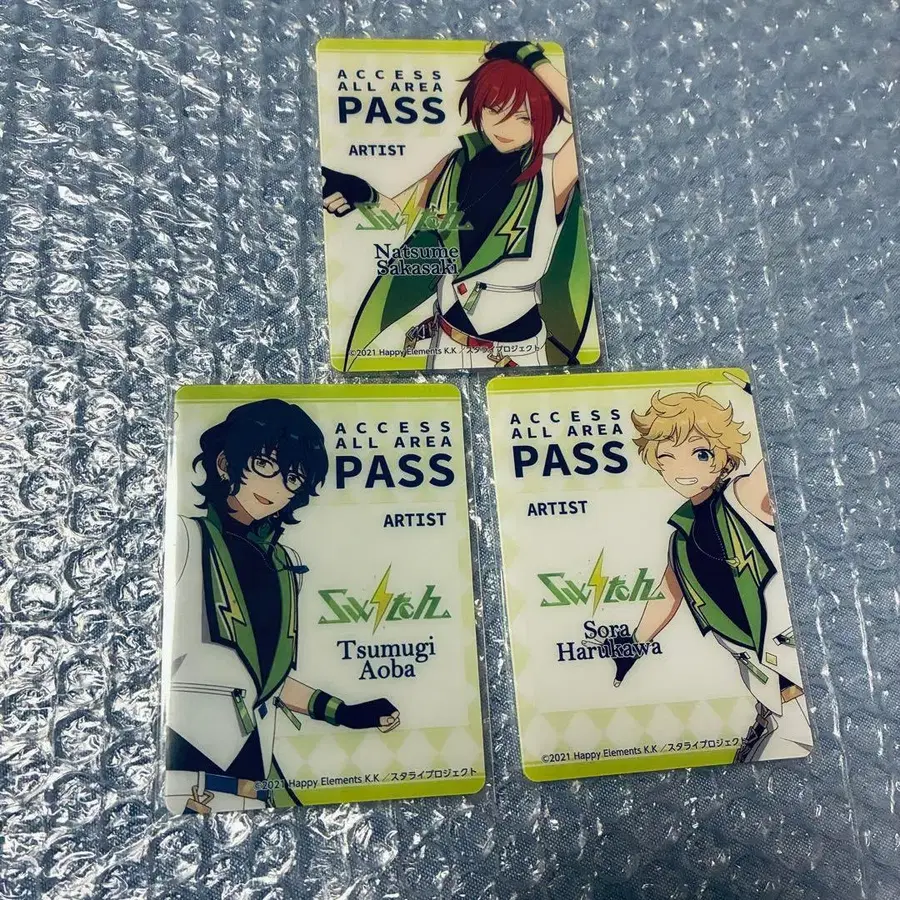 ACCESS
ALL AREA
PASS
ARTIST
Switch
Natsume
Sakasaki
©2021 Happy Elements K.K／スタライプロジェクト
ACCESS
ALL AREA
PASS
ARTIST
Switch
Tsumugi
Aoba
©2021 Happy Elements K.K／スタライプロジェクト
ACCESS
ALL AREA
PASS
ARTIST
Switch
Sora
Harukawa
©2021 Happy Elements K.K／スタライプロジェクト